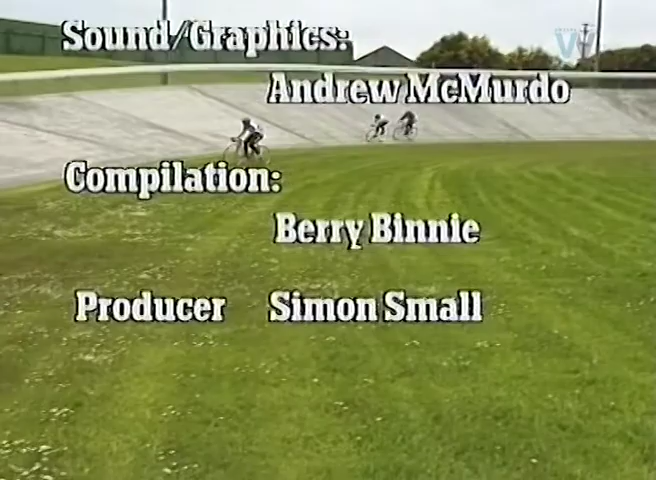 Sound/Graphics:
Andrew McMurdo
Compilation:
Berry Binnie
Producer Simon Small